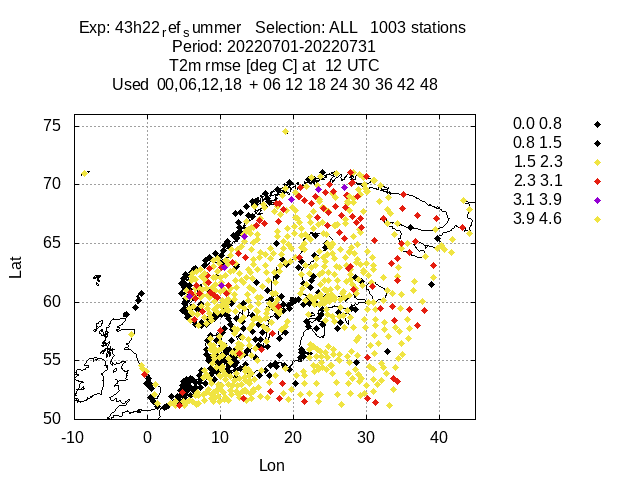 Exp: 43h22ref_summer Selection: ALL 1003 stations
Period: 20220701-20220731
T2m rmse [deg C] at 12 UTC
Used 00,06,12,18 + 06 12 18 24 30 36 42 48
0.0 0.8
0.8 1.5
1.5 2.3
2.3 3.1
3.1 3.9
3.9 4.6
75
70
65
60
55
50
Lat
-10 0 10 20 30 40
Lon